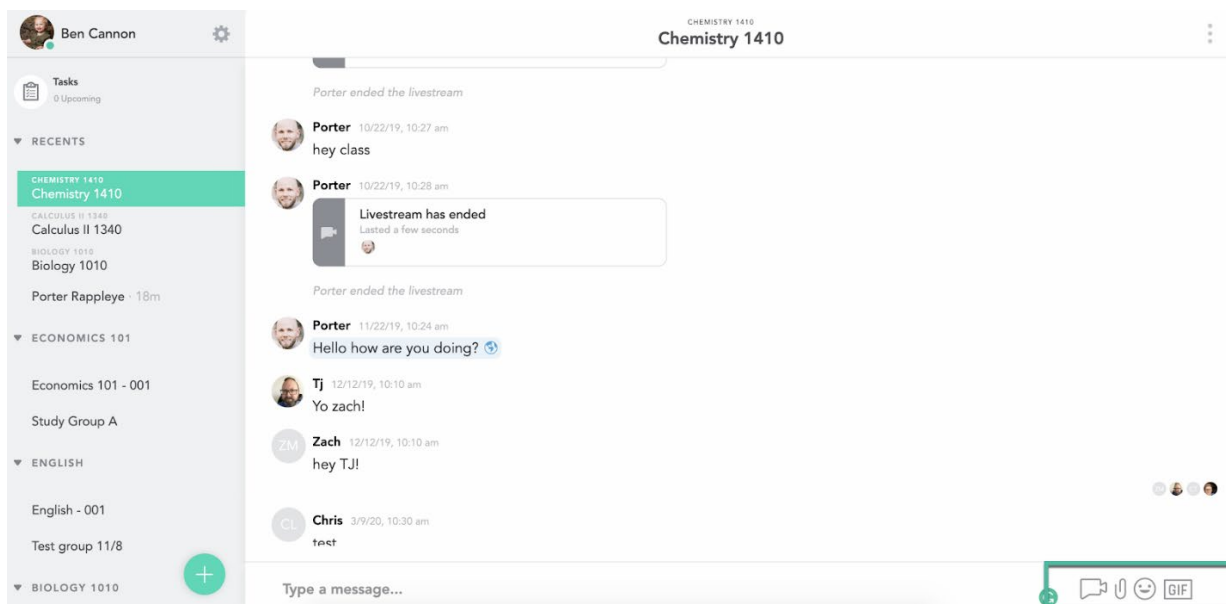 Ben Cannon
Tasks
0 Upcoming
RECENTS
CHEMISTRY 1410
Chemistry 1410
CALCULUS II 1340
Calculus II 1340
BIOLOGY 1010
Biology 1010
Porter Rappleye · 18m
ECONOMICS 101
Economics 101 - 001
Study Group A
ENGLISH
English - 001
Test group 11/8
BIOLOGY 1010
CHEMISTRY 1410
Chemistry 1410
Porter ended the livestream
Porter 10/22/19, 10:27 am
hey class
Porter 10/22/19, 10:28 am
Livestream has ended
Lasted a few seconds
Porter ended the livestream
Porter 11/22/19, 10:24 am
Hello how are you doing?
Tj 12/12/19, 10:10 am
Yo zach!
ZM
Zach 12/12/19, 10:10 am
hey TJ!
CL
Chris 3/9/20, 10:30 am
test
Type a message...
GIF